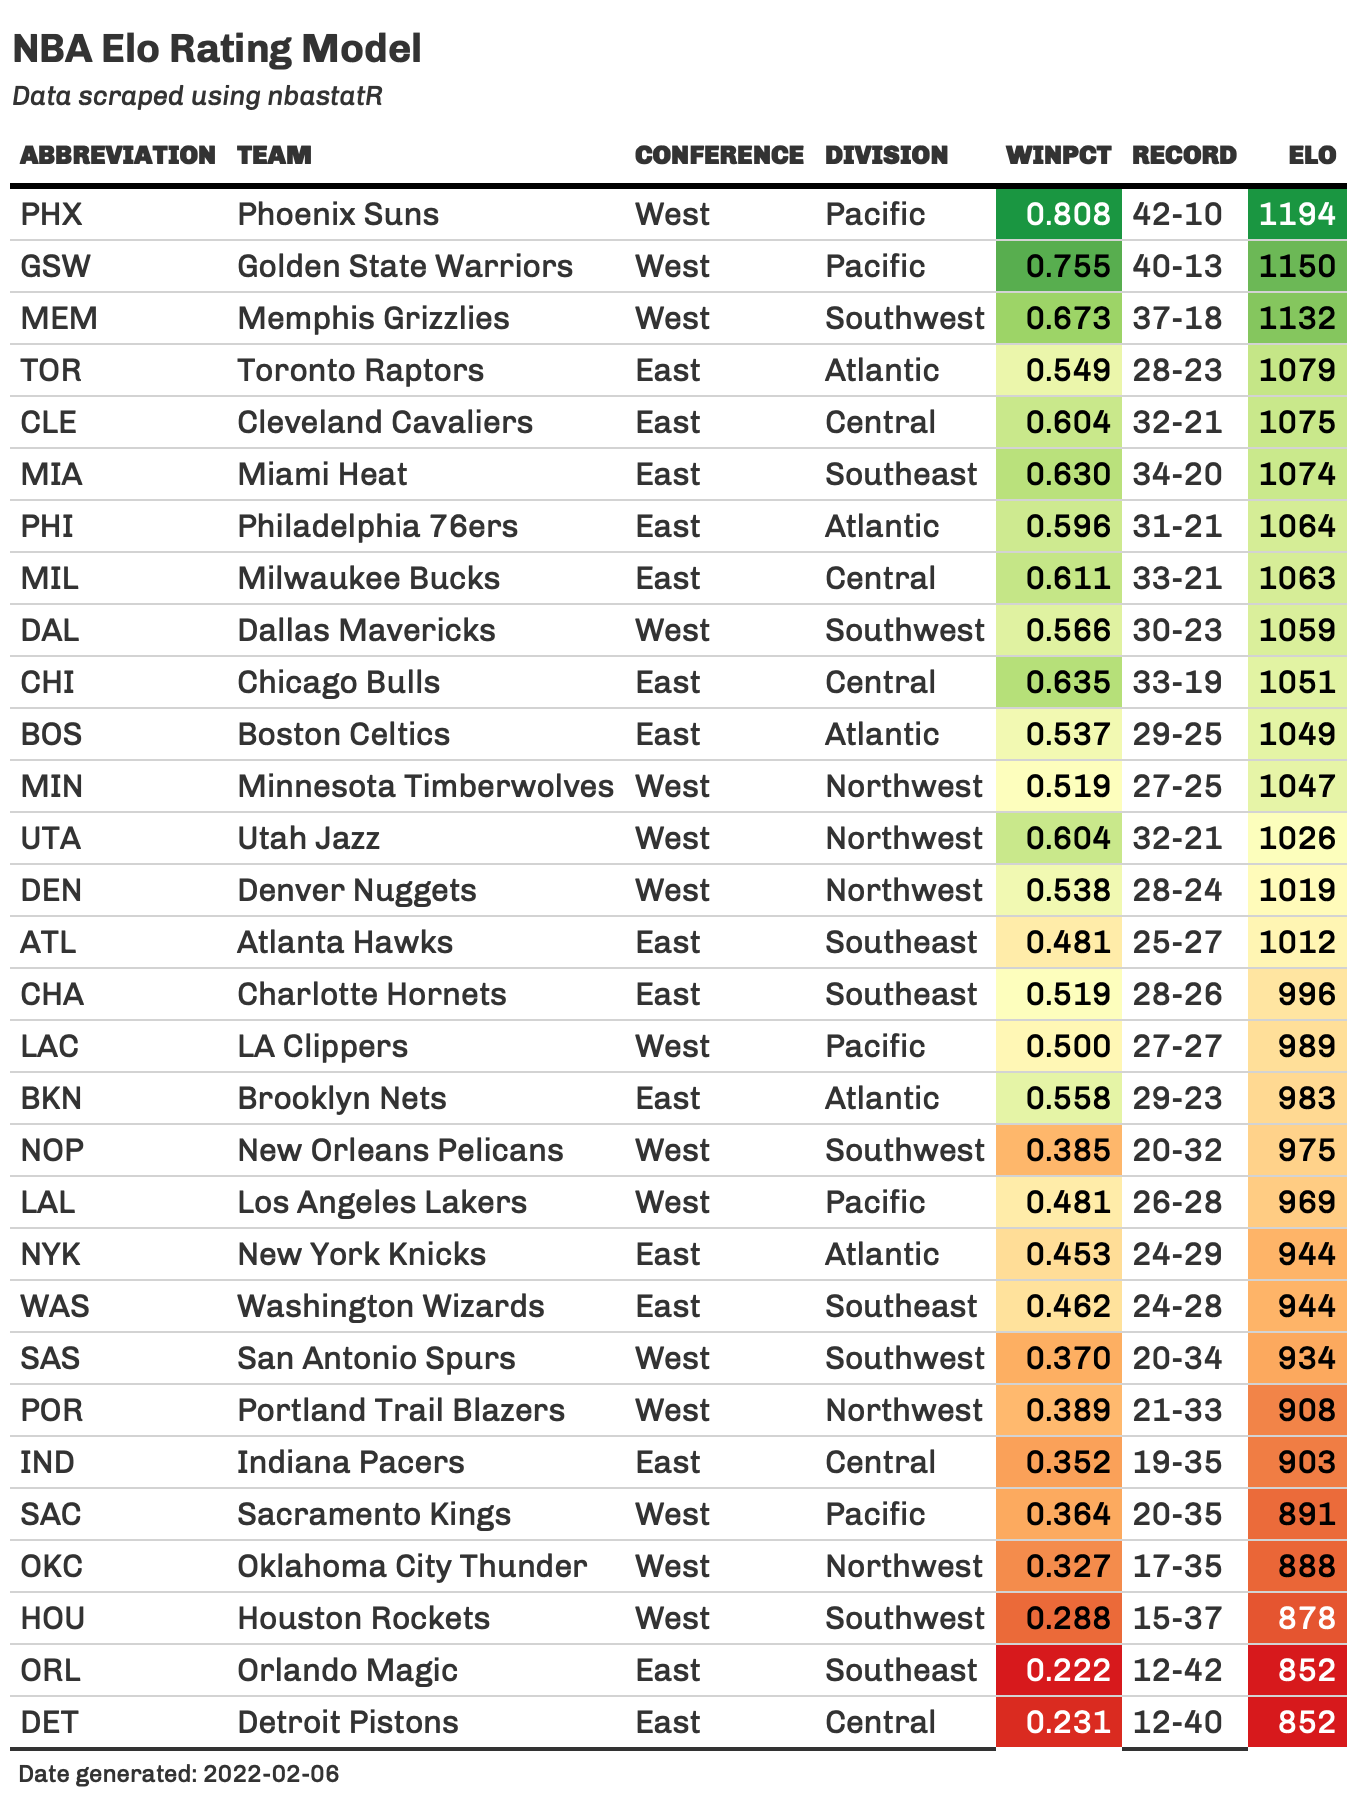 NBA Elo Rating Model
Data scraped using nbastatR
ABBREVIATION TEAM CONFERENCE DIVISION WINPCT RECORD ELO
PHX Phoenix Suns West Pacific 0.808 42-10 1194
GSW Golden State Warriors West Pacific 0.755 40-13 1150
MEM Memphis Grizzlies West Southwest 0.673 37-18 1132
TOR Toronto Raptors East Atlantic 0.549 28-23 1079
CLE Cleveland Cavaliers East Central 0.604 32-21 1075
MIA Miami Heat East Southeast 0.630 34-20 1074
PHI Philadelphia 76ers East Atlantic 0.596 31-21 1064
MIL Milwaukee Bucks East Central 0.611 33-21 1063
DAL Dallas Mavericks West Southwest 0.566 30-23 1059
CHI Chicago Bulls East Central 0.635 33-19 1051
BOS Boston Celtics East Atlantic 0.537 29-25 1049
MIN Minnesota Timberwolves West Northwest 0.519 27-25 1047
UTA Utah Jazz West Northwest 0.604 32-21 1026
DEN Denver Nuggets West Northwest 0.538 28-24 1019
ATL Atlanta Hawks East Southeast 0.481 25-27 1012
CHA Charlotte Hornets East Southeast 0.519 28-26 996
LAC LA Clippers West Pacific 0.500 27-27 989
BKN Brooklyn Nets East Atlantic 0.558 29-23 983
NOP New Orleans Pelicans West Southwest 0.385 20-32 975
LAL Los Angeles Lakers West Pacific 0.481 26-28 969
NYK New York Knicks East Atlantic 0.453 24-29 944
WAS Washington Wizards East Southeast 0.462 24-28 944
SAS San Antonio Spurs West Southwest 0.370 20-34 934
POR Portland Trail Blazers West Northwest 0.389 21-33 908
IND Indiana Pacers East Central 0.352 19-35 903
SAC Sacramento Kings West Pacific 0.364 20-35 891
OKC Oklahoma City Thunder West Northwest 0.327 17-35 888
HOU Houston Rockets West Southwest 0.288 15-37 878
ORL Orlando Magic East Southeast 0.222 12-42 852
DET Detroit Pistons East Central 0.231 12-40 852
Date generated: 2022-02-06